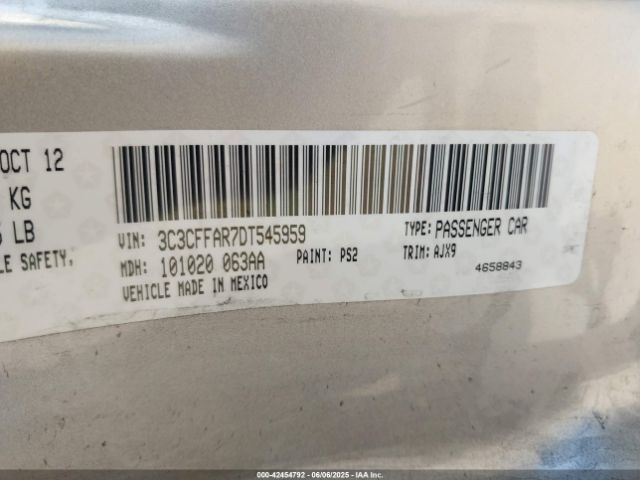 OCT 12
KG
LB
LE SAFETY,
VIN: 3C3CFFAR7DT545959
TYPE: PASSENGER CAR
MDH: 101020 063AA
PAINT: PS2
TRIM: AJX9
VEHICLE MADE IN MEXICO
4658843
000-42454792 - 06/06/2025 - IAA Inc.